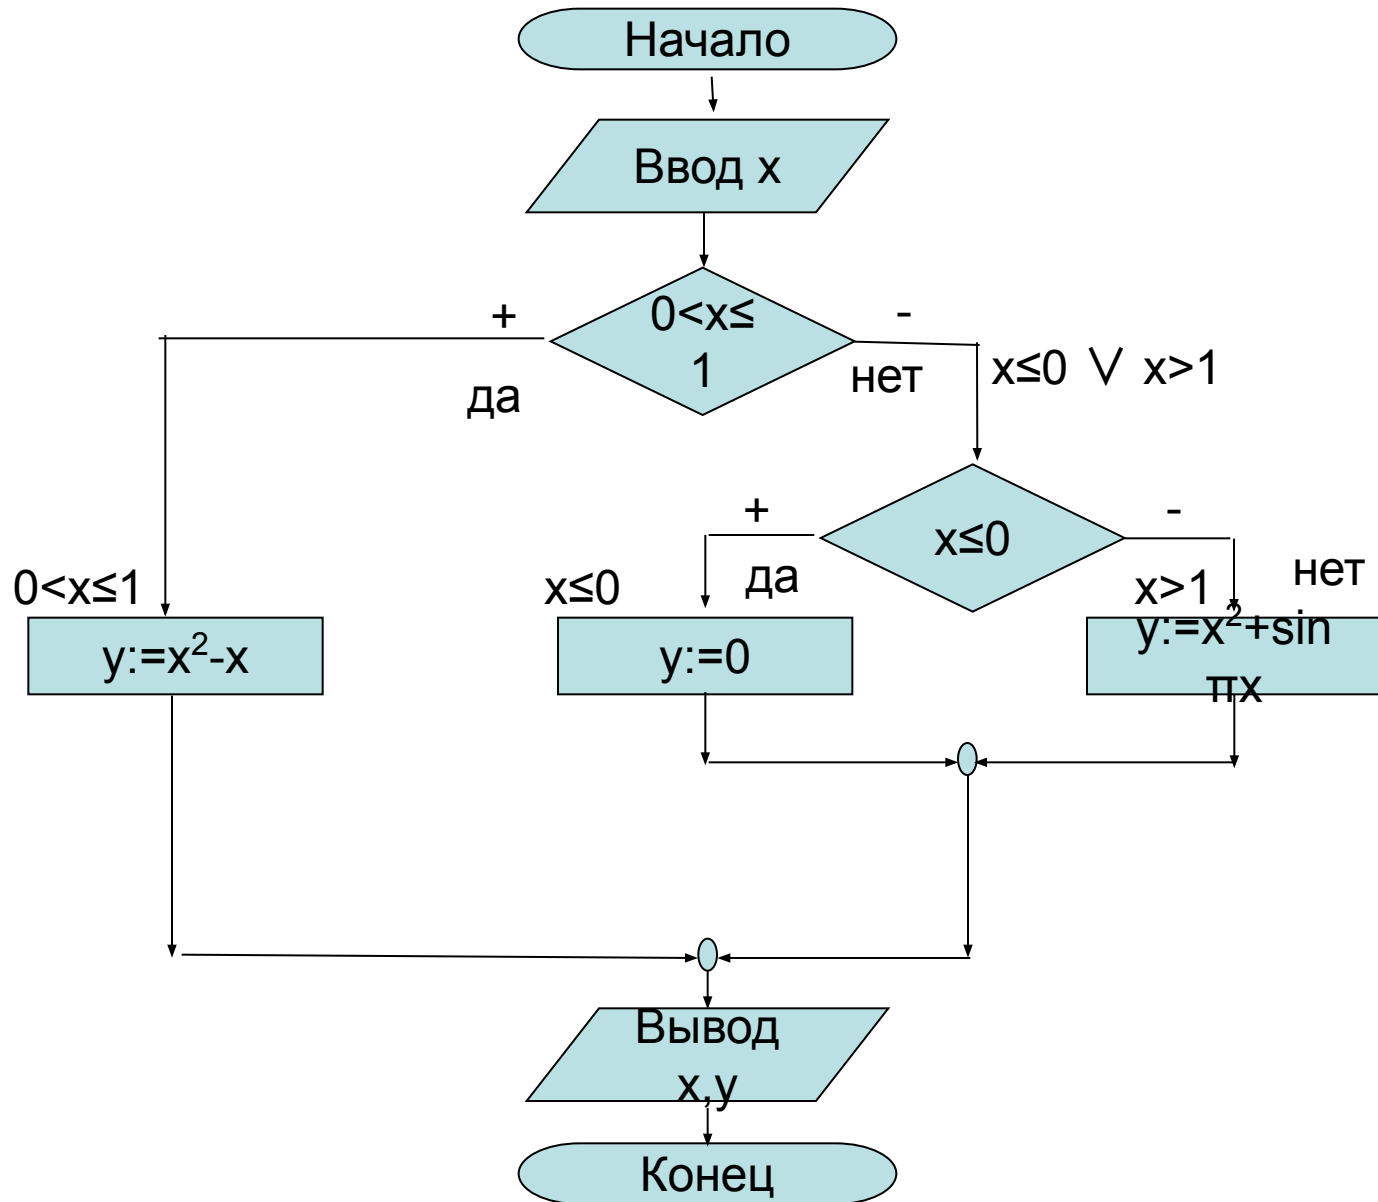 Начало
Ввод x
0<x≤
1
+
-
да
нет
x≤0 ∨ x>1
x≤0
+
-
да
нет
0<x≤1
x≤0
x>1
y:=x²-x
y:=0
y:=x²+sin
πx
Вывод
x,y
Конец